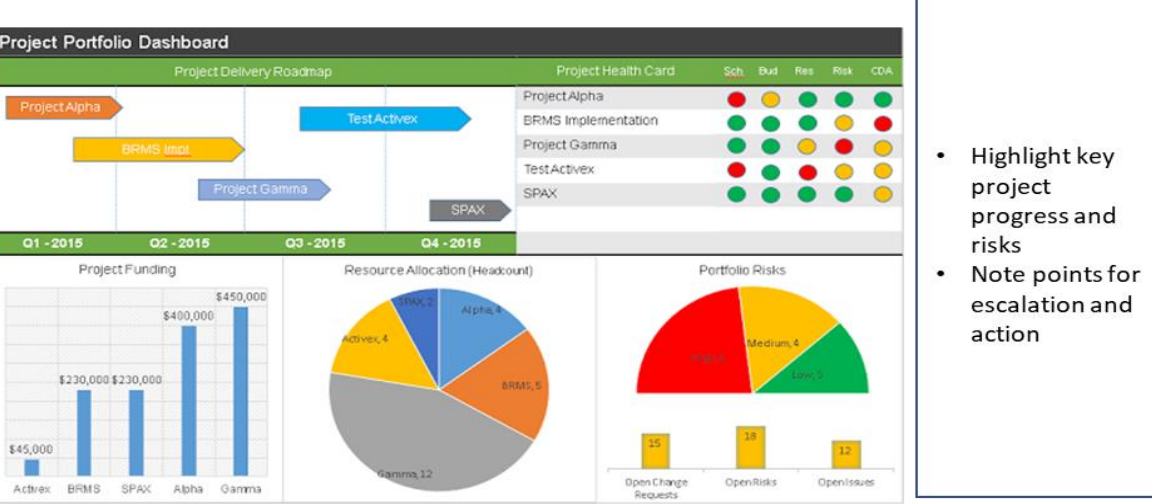 Project Portfolio Dashboard
Project Delivery Roadmap
Project Health Card
Sch. Bud Res Risk CDA
Project Alpha
BRMS Impl
Project Gamma
Test Activex
SPAX
Q1 - 2015 Q2 - 2015 Q3 - 2015 Q4 - 2015
Project Alpha
BRMS Implementation
Project Gamma
Test Activex
SPAX
Project Funding
$45,000
$230,000
$230,000
$400,000
$450,000
Activex BRMS SPAX Alpha Gamma
Resource Allocation (Headcount)
SPAX, 2
Alpha, 4
Activex, 4
BRMS, 5
Gamma, 12
Portfolio Risks
Medium, 4
Low,
15
18
12
Open Change
Requests
Open Risks
Open Issues
• Highlight key
project
progress and
risks
• Note points for
escalation and
action